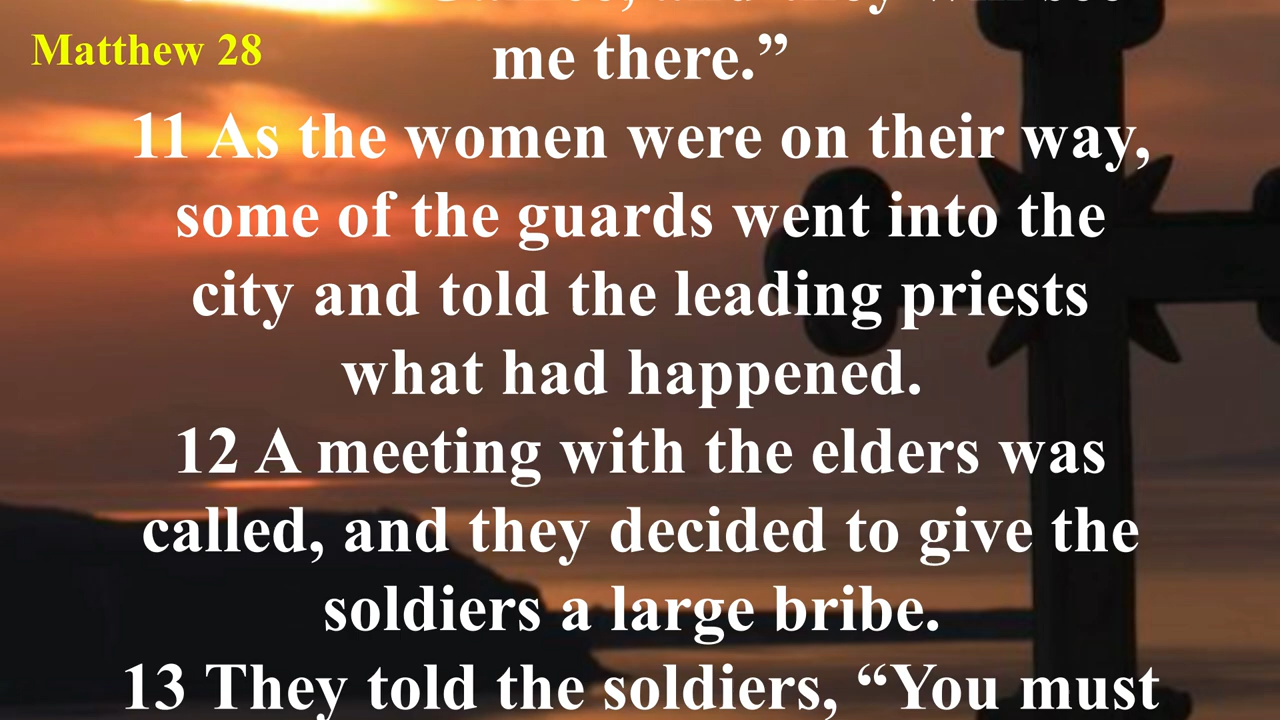 Matthew 28
me there.”
11 As the women were on their way,
some of the guards went into the
city and told the leading priests
what had happened.
12 A meeting with the elders was
called, and they decided to give the
soldiers a large bribe.
13 They told the soldiers, “You must